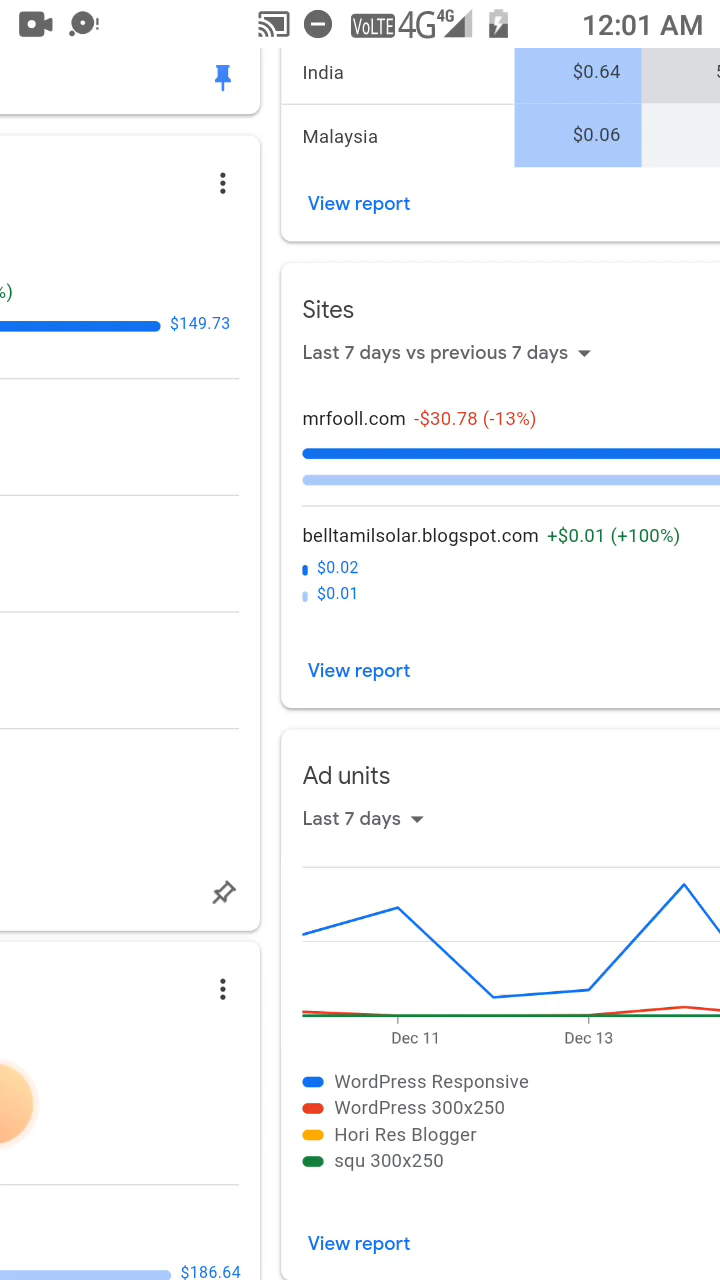 VoLTE 4G 4G 12:01 AM
India $0.64
Malaysia $0.06
View report
%)
$149.73
Sites
Last 7 days vs previous 7 days
mrfooll.com -$30.78 (-13%)
belltamilsolar.blogspot.com +$0.01 (+100%)
$0.02
$0.01
View report
Ad units
Last 7 days
Dec 11 Dec 13
WordPress Responsive
WordPress 300x250
Hori Res Blogger
squ 300x250
View report
$186.64